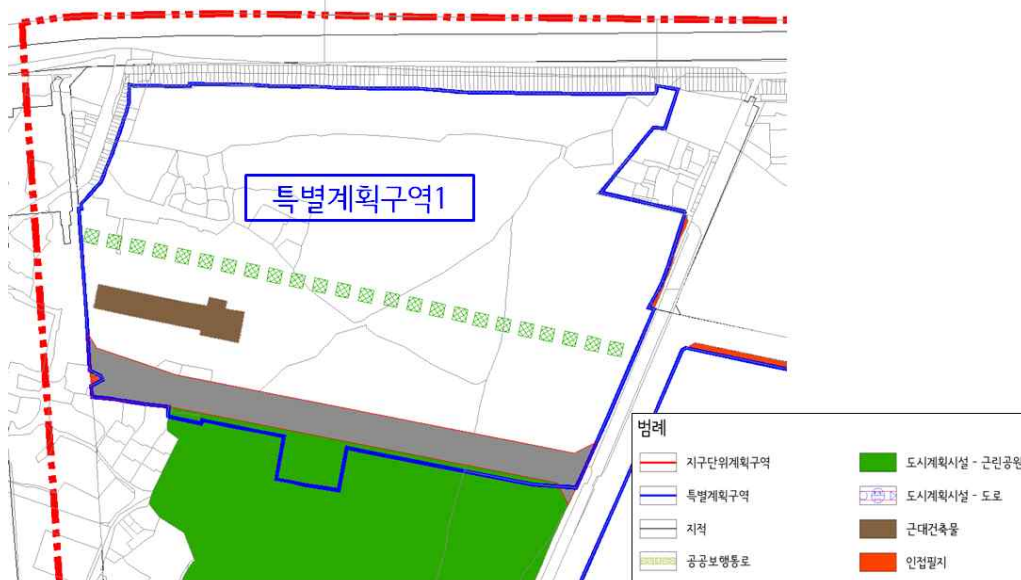 특별계획구역1
범례
지구단위계획구역
특별계획구역
지적
공공보행통로
도시계획시설 - 근린공원
도시계획시설 - 도로
근대건축물
인접필지